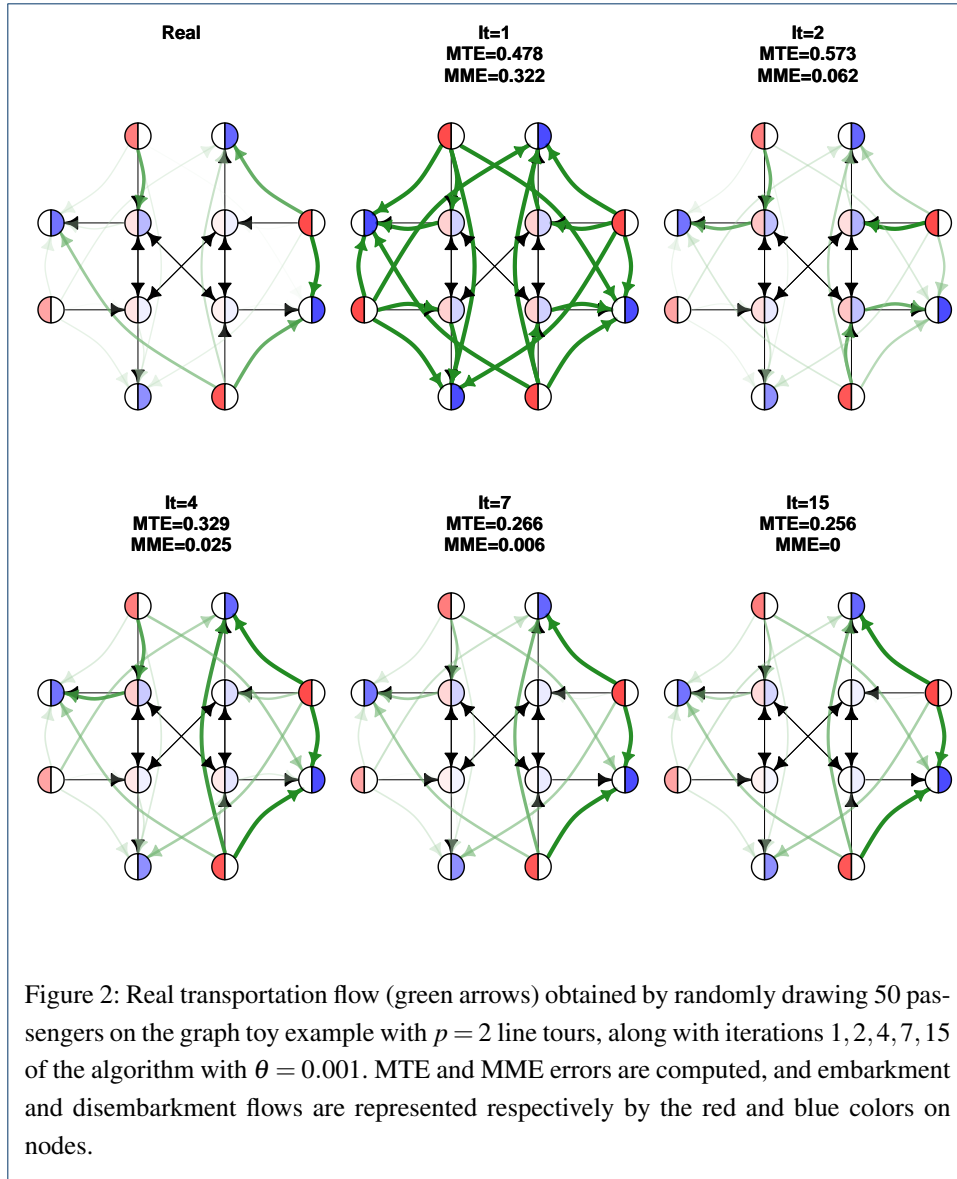 Real
It=1
MTE=0.478
MME=0.322
It=2
MTE=0.573
MME=0.062
It=4
MTE=0.329
MME=0.025
It=7
MTE=0.266
MME=0.006
It=15
MTE=0.256
MME=0
Figure 2: Real transportation flow (green arrows) obtained by randomly drawing 50 pas-
sengers on the graph toy example with p = 2 line tours, along with iterations 1,2,4,7,15
of the algorithm with θ = 0.001. MTE and MME errors are computed, and embarkment
and disembarkment flows are represented respectively by the red and blue colors on
nodes.